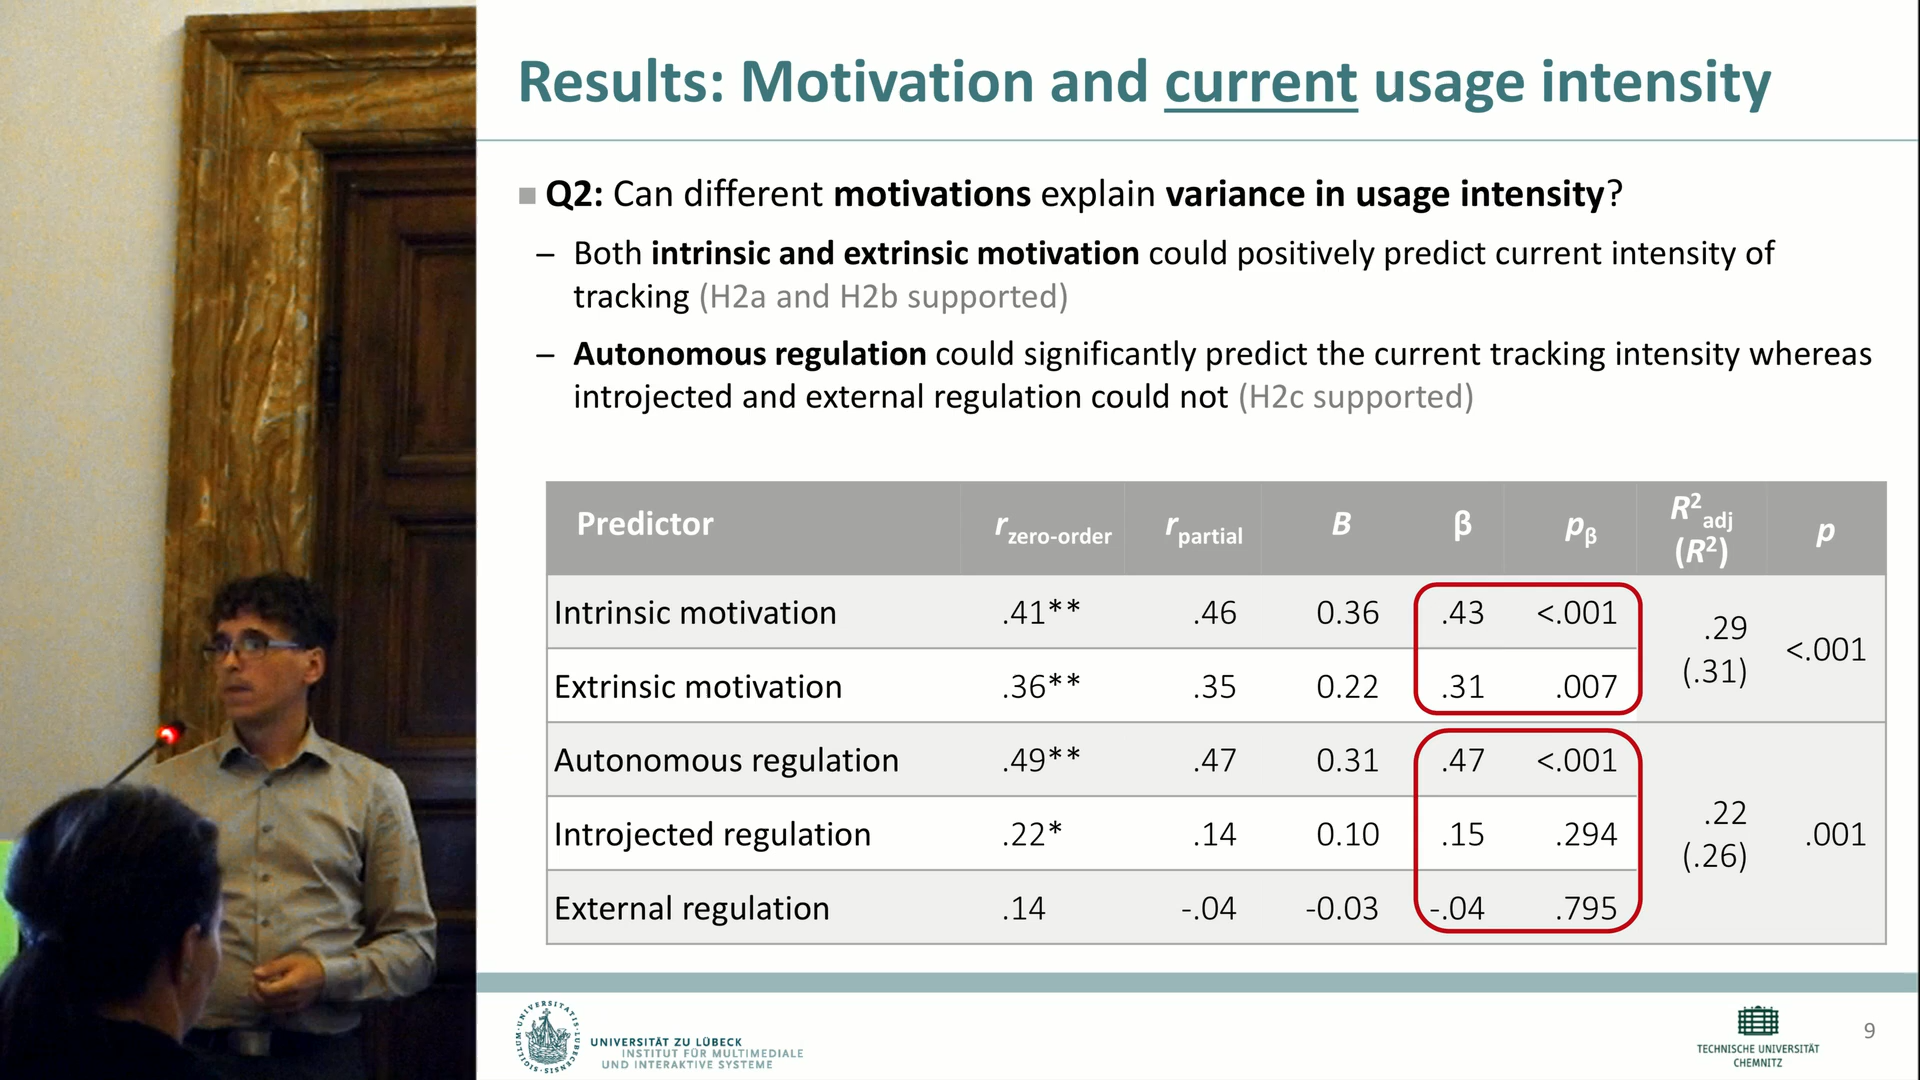 Results: Motivation and current usage intensity
Q2: Can different motivations explain variance in usage intensity?
– Both intrinsic and extrinsic motivation could positively predict current intensity of
tracking (H2a and H2b supported)
– Autonomous regulation could significantly predict the current tracking intensity whereas
introjected and external regulation could not (H2c supported)
Predictor r zero-order r partial B β pβ R²adj (R²) p
Intrinsic motivation .41** .46 0.36 .43 <.001 .29 (.31) <.001
Extrinsic motivation .36** .35 0.22 .31 .007
Autonomous regulation .49** .47 0.31 .47 <.001 .22 (.26) .001
Introjected regulation .22* .14 0.10 .15 .294
External regulation .14 -.04 -0.03 -.04 .795
UNIVERSITÄT ZU LÜBECK
INSTITUT FÜR MULTIMEDIALE
UND INTERAKTIVE SYSTEME
TECHNISCHE UNIVERSITÄT
CHEMNITZ
9